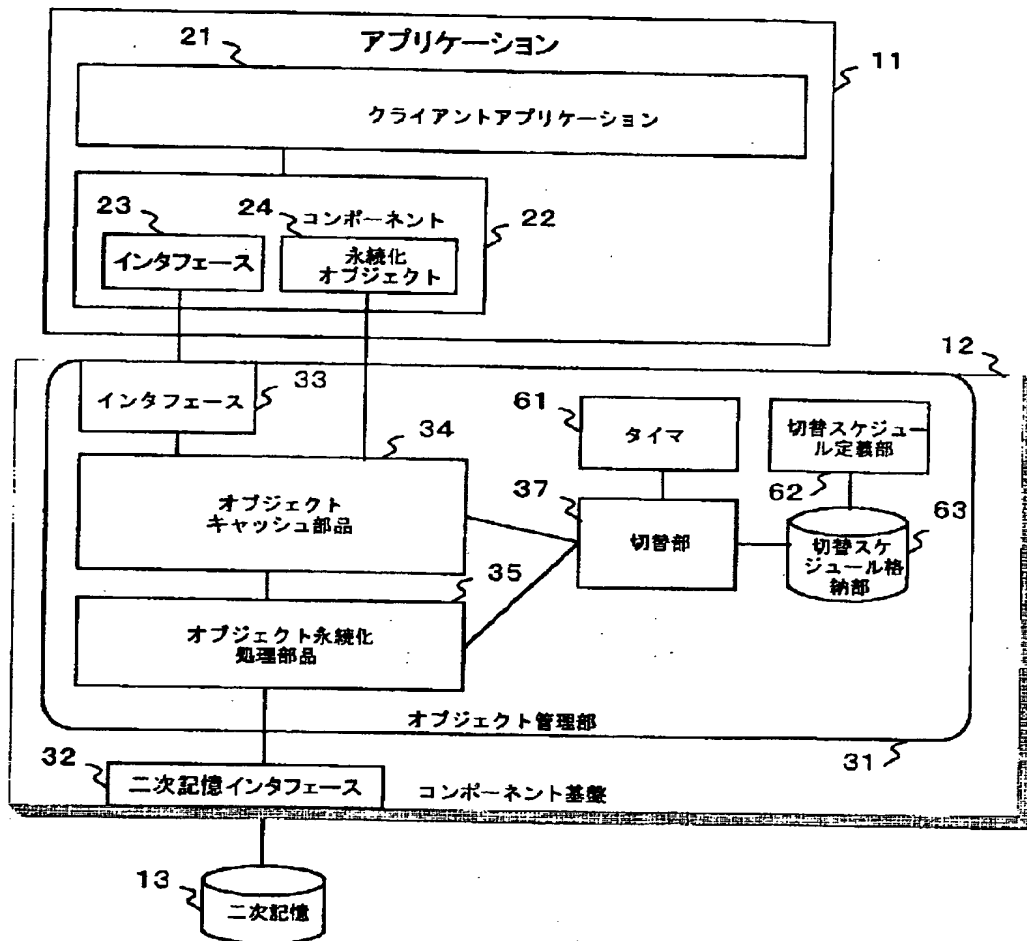 アプリケーション
21
11
クライアントアプリケーション
23
24
コンポーネント
22
インタフェース
永続化
オブジェクト
12
インタフェース
33
34
61
タイマ
切替スケジュー
ル定義部
62
オブジェクト
キャッシュ部品
37
切替部
63
切替スケ
ジュール格
納部
35
オブジェクト永続化
処理部品
オブジェクト管理部
31
32
二次記憶インタフェース
コンポーネント基盤
13
二次記憶